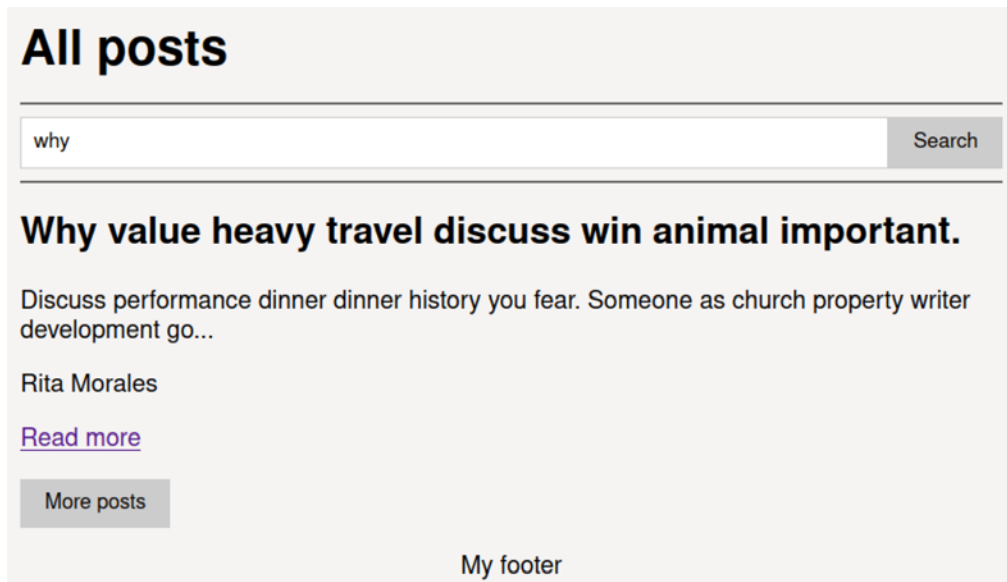 All posts
why
Search
Why value heavy travel discuss win animal important.
Discuss performance dinner dinner history you fear. Someone as church property writer
development go...
Rita Morales
Read more
More posts
My footer